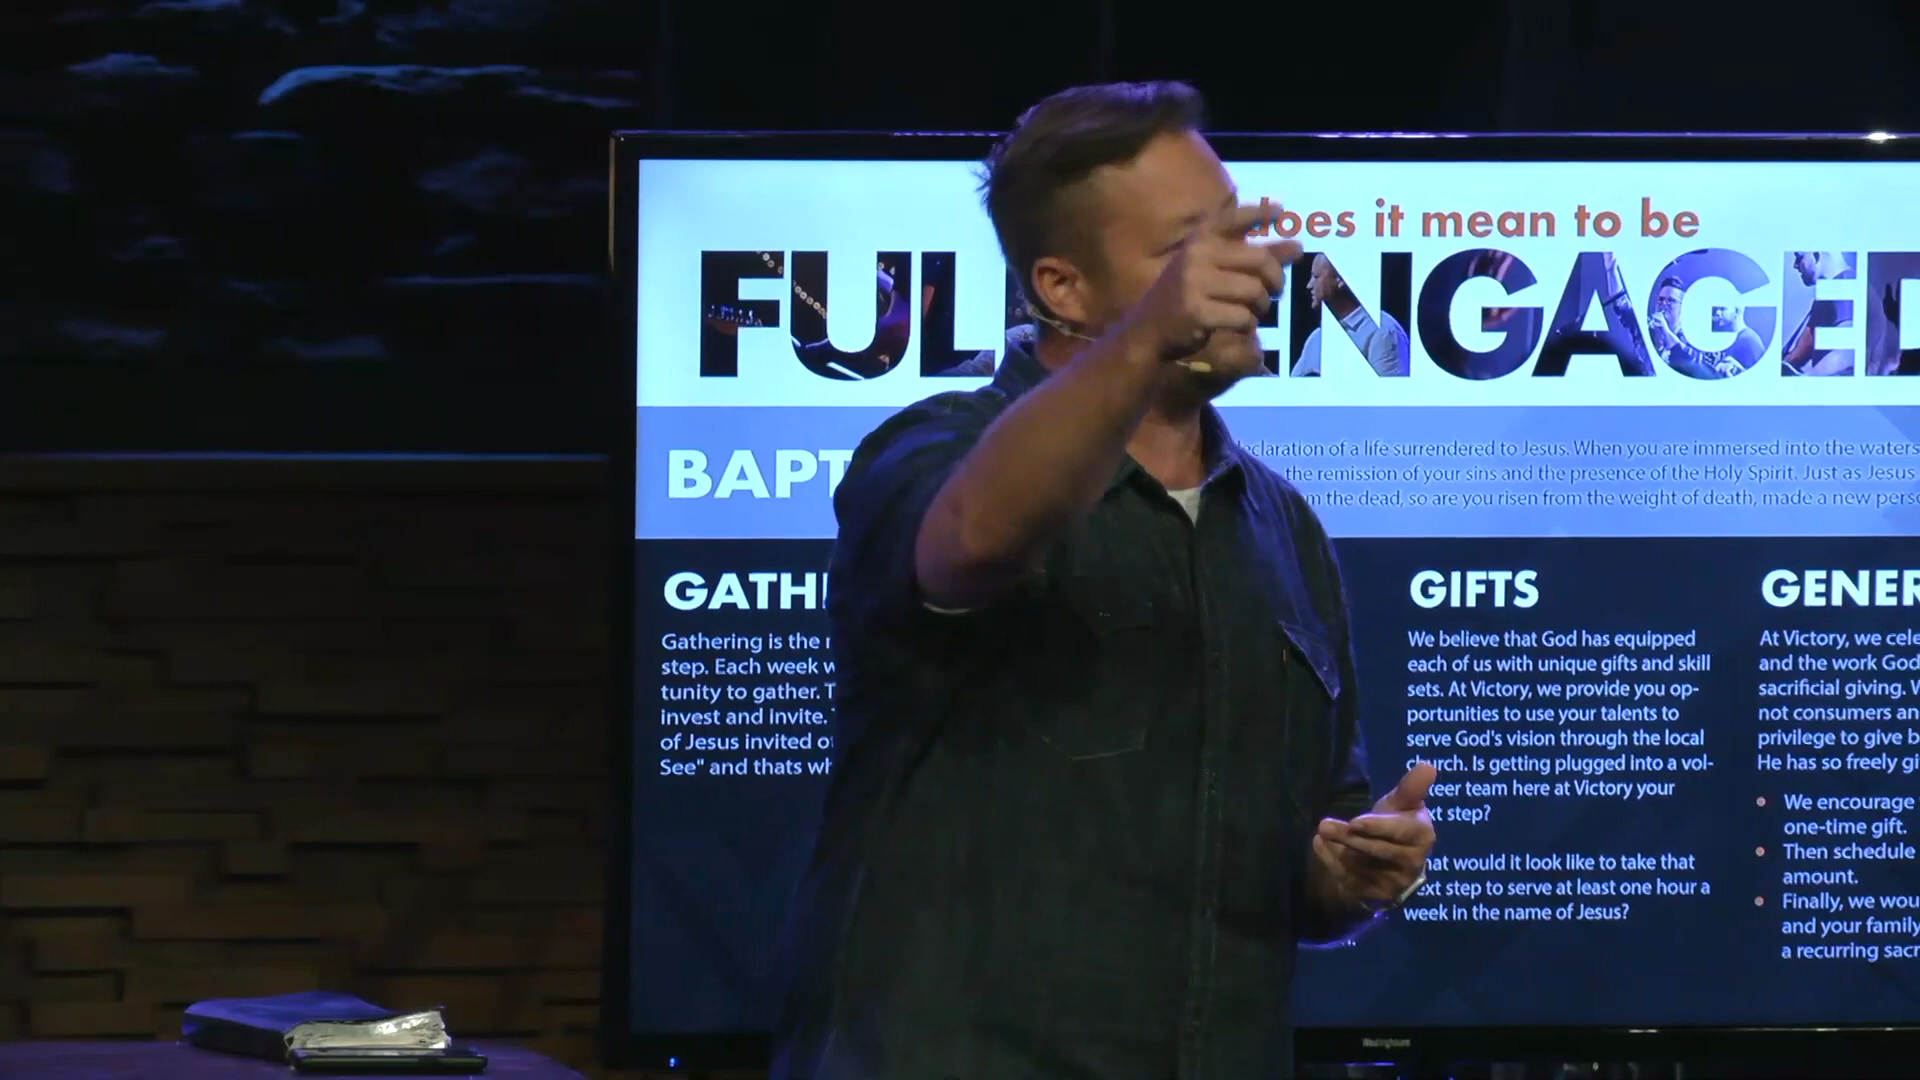 does it mean to be
FUL ENGAGED
BAPT
eclaration of a life surrendered to Jesus. When you are immersed into the waters
the remission of your sins and the presence of the Holy Spirit. Just as Jesus
m the dead, so are you risen from the weight of death, made a new perso
GATHE
Gathering is the
step. Each week w
tunity to gather. T
invest and invite.
of Jesus invited ot
See" and thats wh
GIFTS
We believe that God has equipped
each of us with unique gifts and skill
sets. At Victory, we provide you op-
portunities to use your talents to
serve God's vision through the local
church. Is getting plugged into a vol-
teer team here at Victory your
xt step?
hat would it look like to take that
ext step to serve at least one hour a
week in the name of Jesus?
GENER
At Victory, we cele
and the work God
sacrificial giving. W
not consumers an
privilege to give b
He has so freely gi
• We encourage
one-time gift.
• Then schedule
amount.
• Finally, we wou
and your family
a recurring sacr
Westinghouse